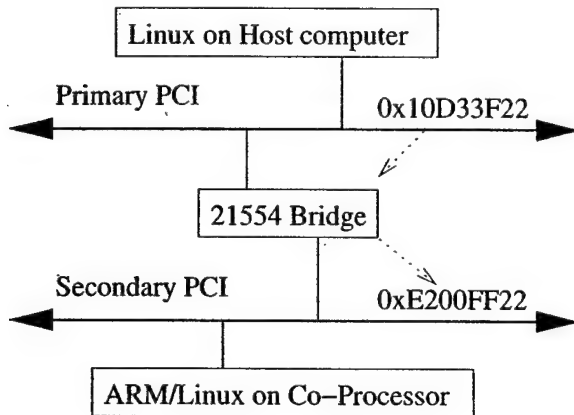 Linux on Host computer
Primary PCI
0x10D33F22
21554 Bridge
Secondary PCI
0xE200FF22
ARM/Linux on Co−Processor